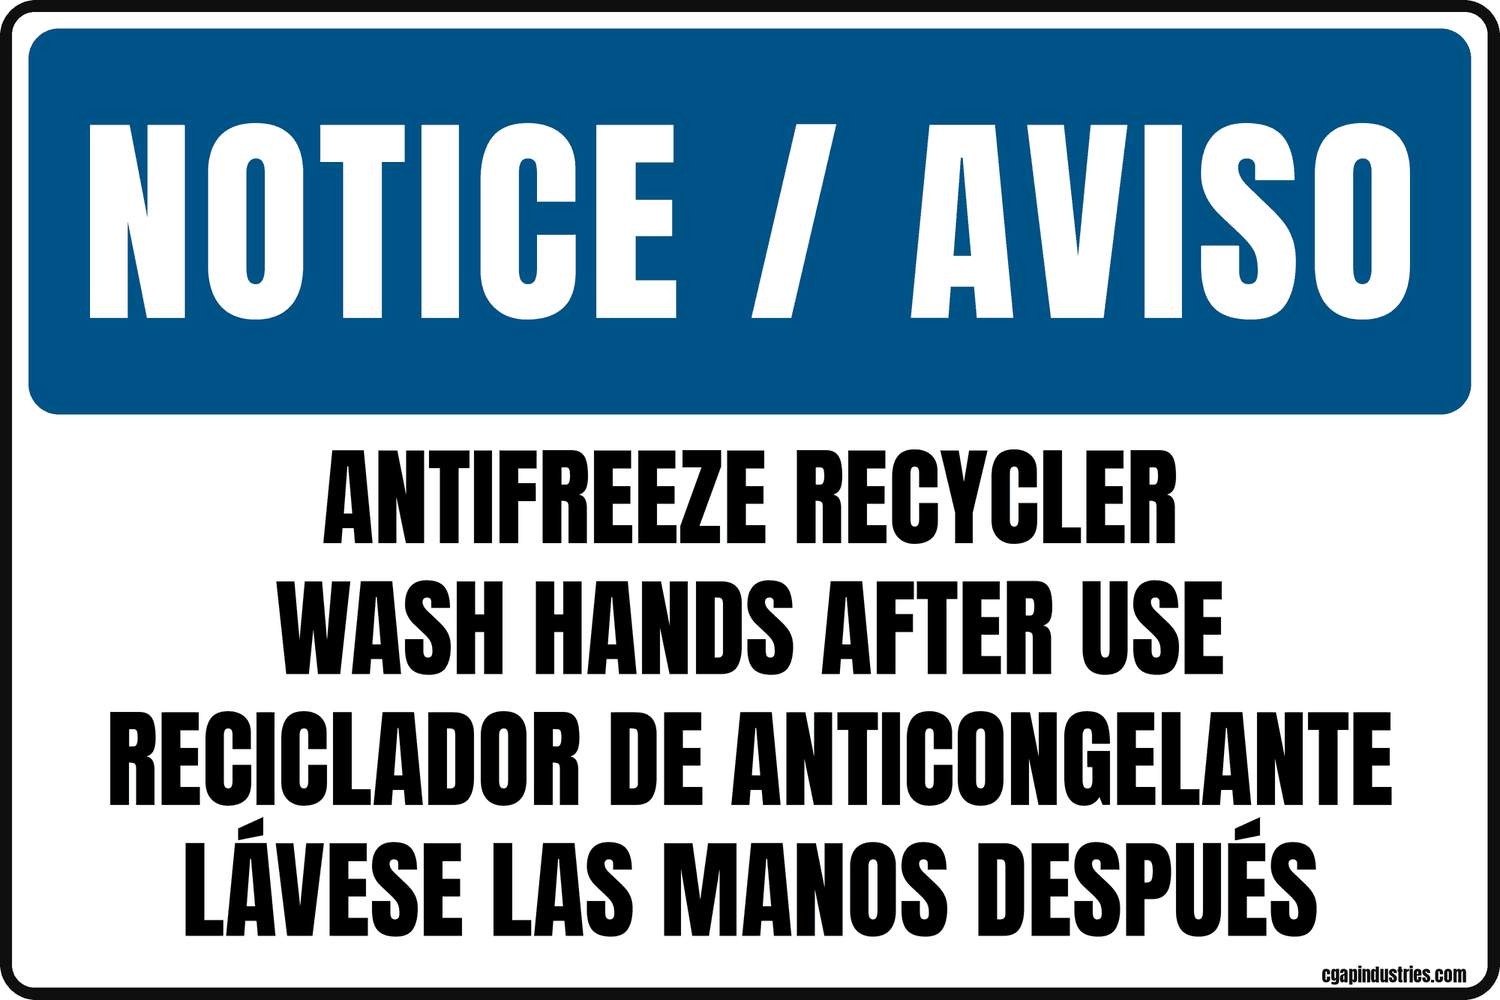 NOTICE / AVISO
ANTIFREEZE RECYCLER
WASH HANDS AFTER USE
RECICLADOR DE ANTICONGELANTE
LÁVESE LAS MANOS DESPUÉS
cgapindustries.com